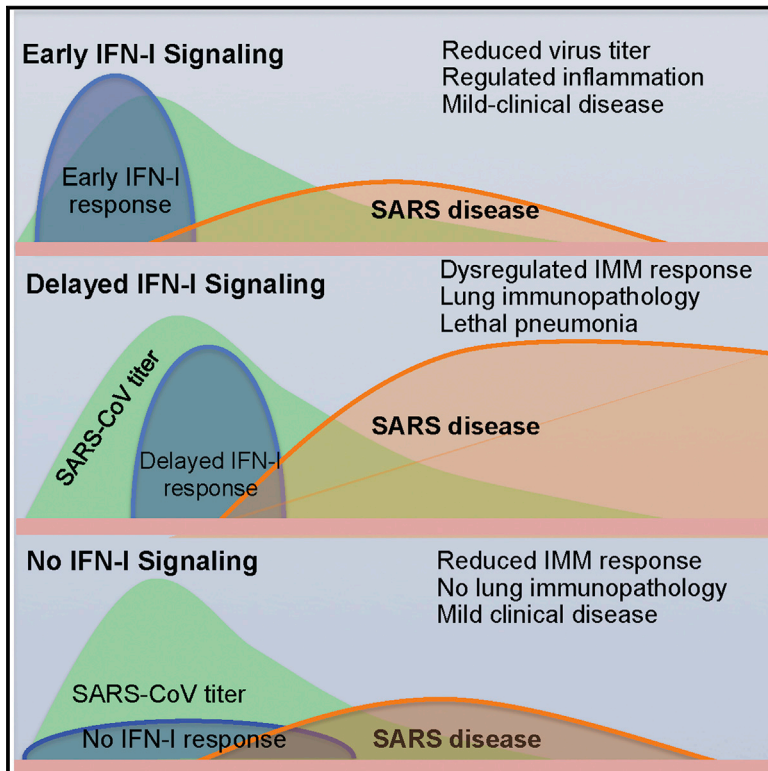 Early IFN-I Signaling
Reduced virus titer
Regulated inflammation
Mild-clinical disease
Early IFN-I
response
SARS disease
Delayed IFN-I Signaling
Dysregulated IMM response
Lung immunopathology
Lethal pneumonia
SARS-CoV titer
Delayed IFN-I
response
SARS disease
No IFN-I Signaling
Reduced IMM response
No lung immunopathology
Mild clinical disease
SARS-CoV titer
No IFN-I response
SARS disease